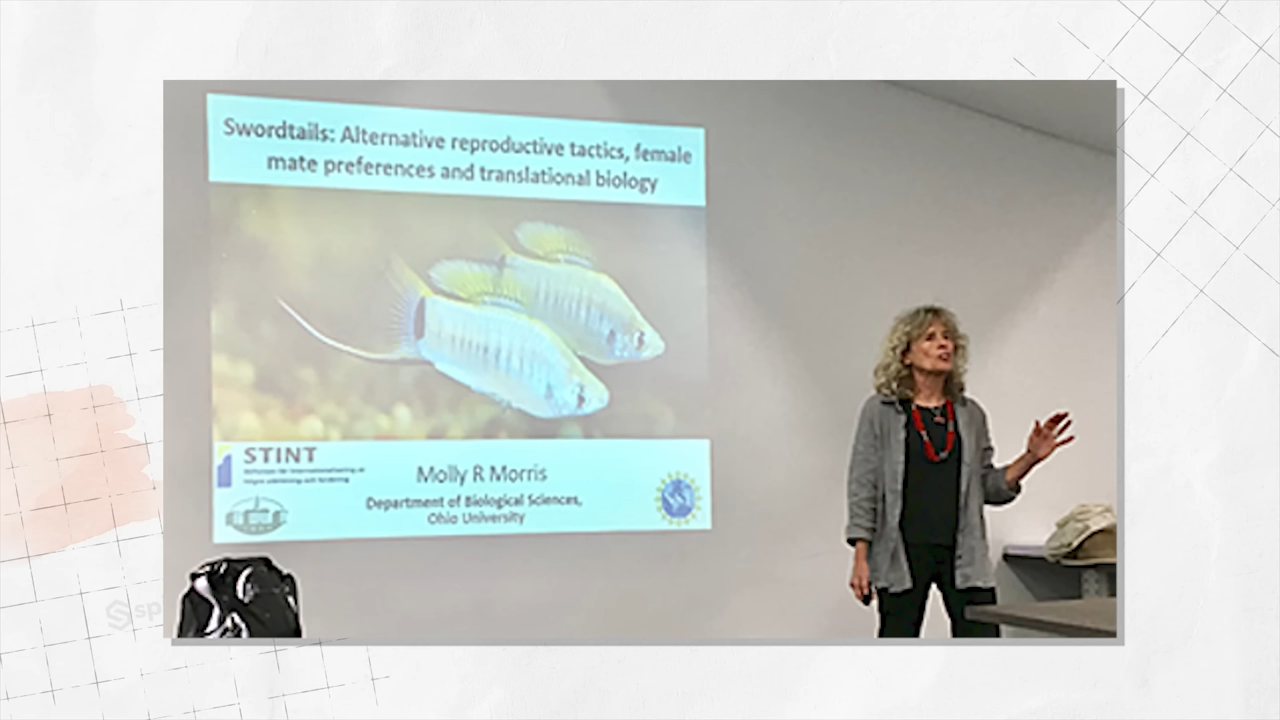 Swordtails: Alternative reproductive tactics, female
mate preferences and translational biology
STINT
Molly R Morris
Department of Biological Sciences,
Ohio University
sp